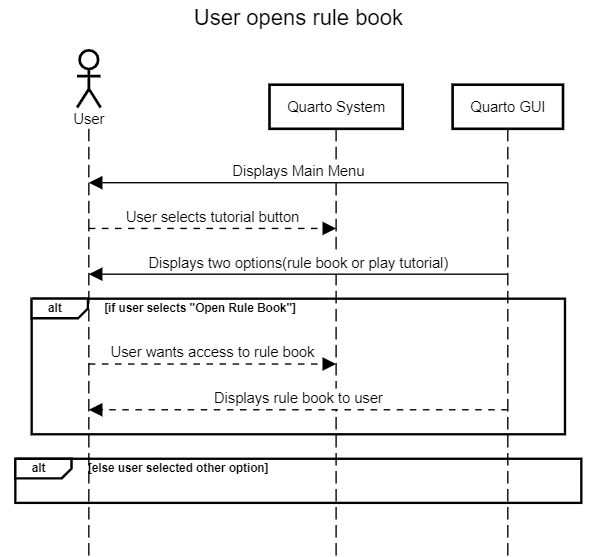 User opens rule book
User
Quarto System
Quarto GUI
Displays Main Menu
User selects tutorial button
Displays two options(rule book or play tutorial)
alt [if user selects "Open Rule Book"]
User wants access to rule book
Displays rule book to user
alt [else user selected other option]